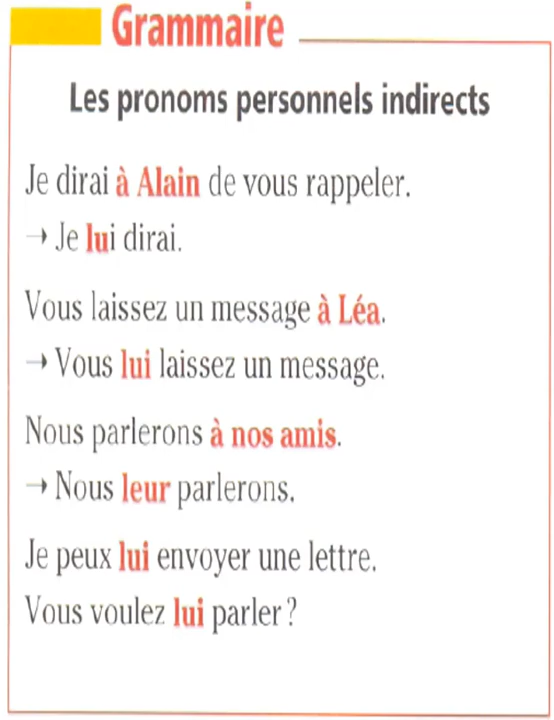 Grammaire
Les pronoms personnels indirects
Je dirai à Alain de vous rappeler.
→ Je lui dirai.
Vous laissez un message à Léa.
→ Vous lui laissez un message.
Nous parlerons à nos amis.
→ Nous leur parlerons.
Je peux lui envoyer une lettre.
Vous voulez lui parler ?